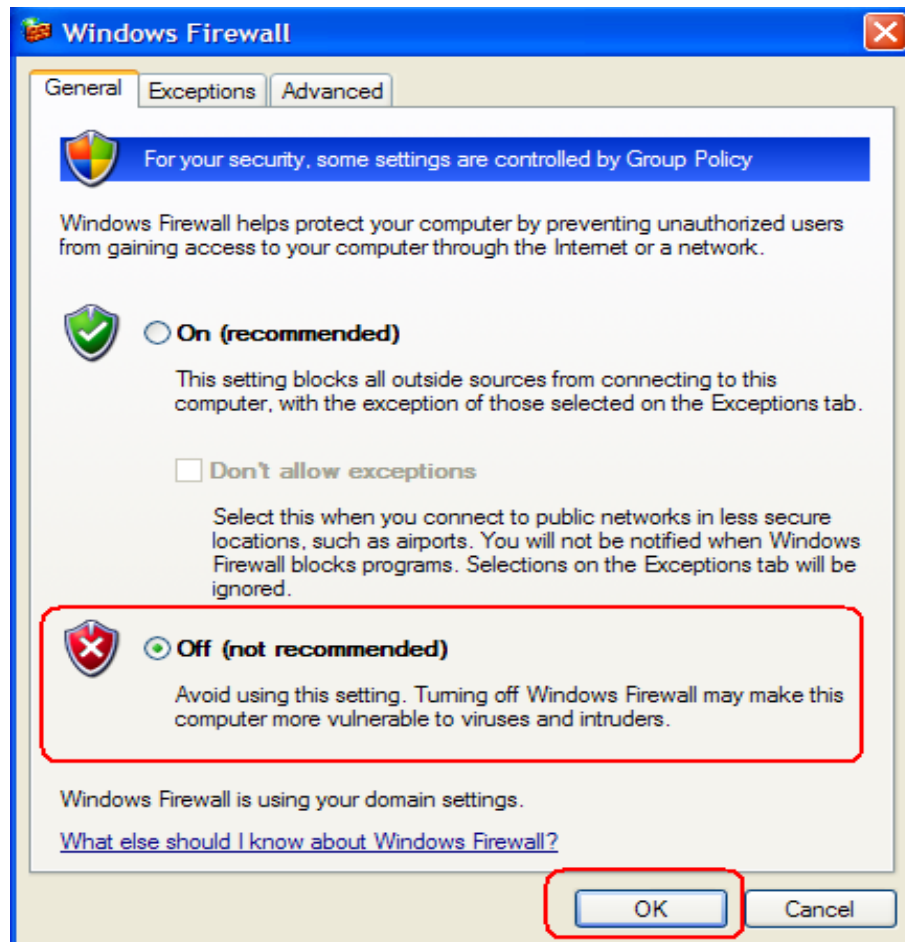 Windows Firewall
General Exceptions Advanced
For your security, some settings are controlled by Group Policy
Windows Firewall helps protect your computer by preventing unauthorized users
from gaining access to your computer through the Internet or a network.
On (recommended)
This setting blocks all outside sources from connecting to this
computer, with the exception of those selected on the Exceptions tab.
Don't allow exceptions
Select this when you connect to public networks in less secure
locations, such as airports. You will not be notified when Windows
Firewall blocks programs. Selections on the Exceptions tab will be
ignored.
Off (not recommended)
Avoid using this setting. Turning off Windows Firewall may make this
computer more vulnerable to viruses and intruders.
Windows Firewall is using your domain settings.
What else should I know about Windows Firewall?
OK Cancel